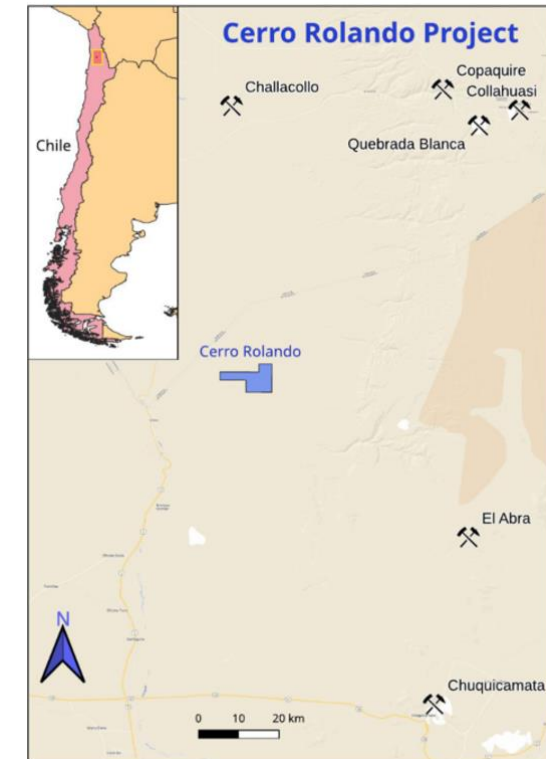 Cerro Rolando Project
Copaquire
Challacollo
Collahuasi
Chile
Quebrada Blanca
Cerro Rolando
El Abra
N
Chuquicamata
0 10 20 km